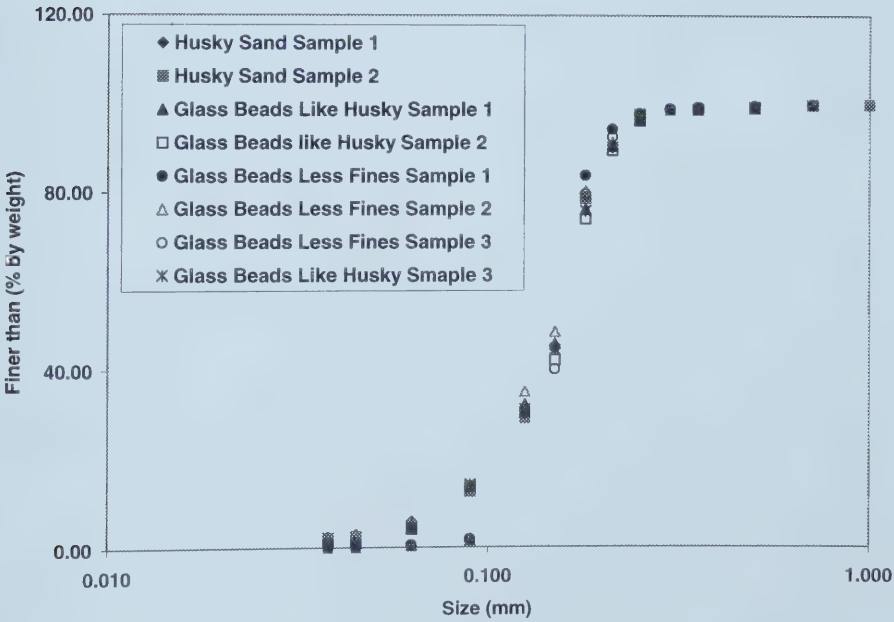 120.00
Husky Sand Sample 1
Husky Sand Sample 2
Glass Beads Like Husky Sample 1
Glass Beads like Husky Sample 2
Glass Beads Less Fines Sample 1
Glass Beads Less Fines Sample 2
Glass Beads Less Fines Sample 3
Glass Beads Like Husky Smaple 3
80.00
40.00
0.00
Finer than (% by weight)
0.010
0.100
1.000
Size (mm)